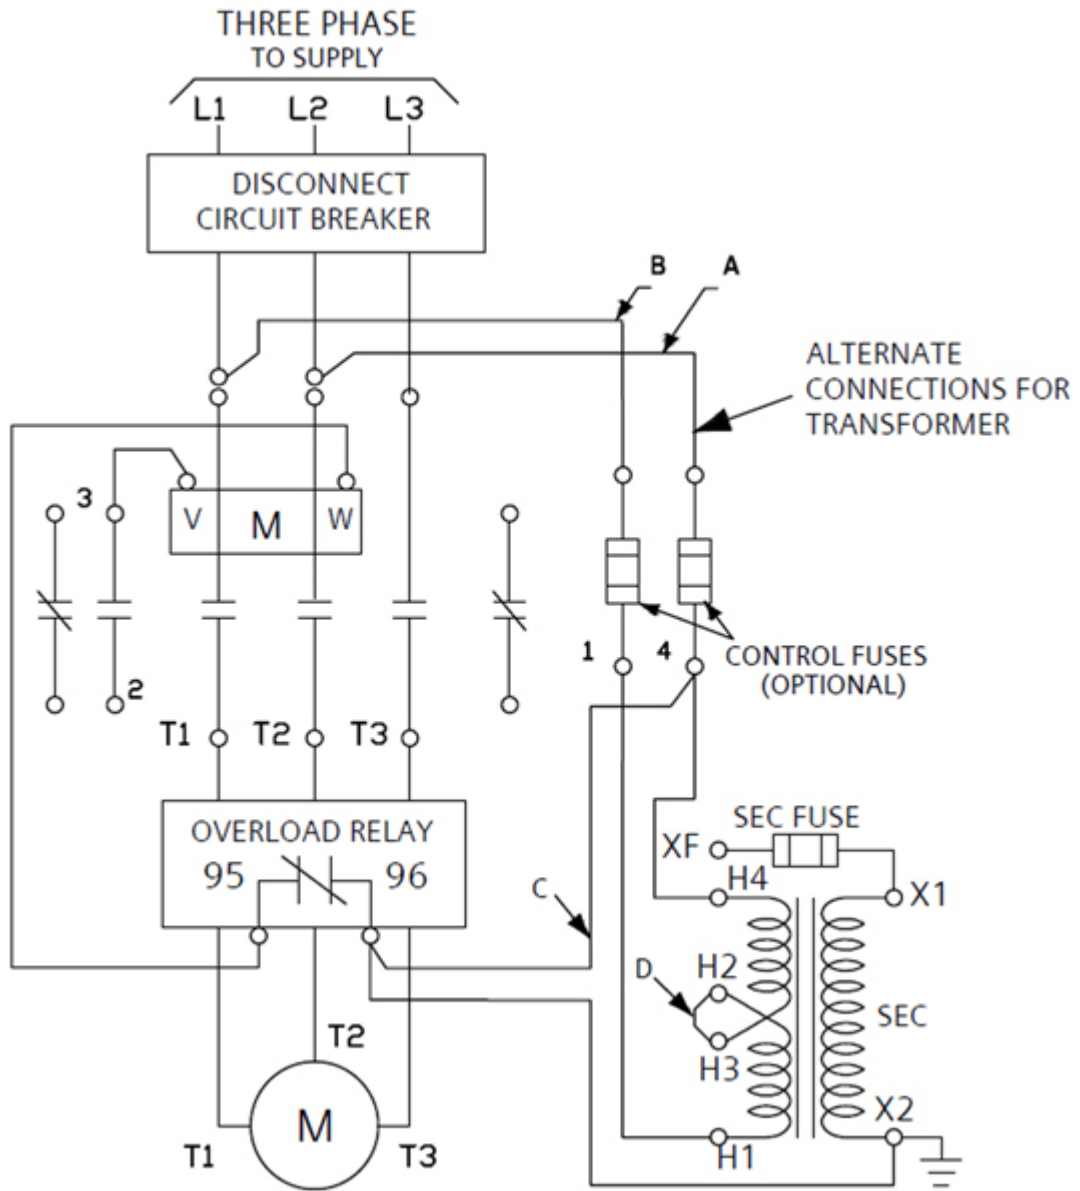 THREE PHASE
TO SUPPLY
L1 L2 L3
DISCONNECT
CIRCUIT BREAKER
B A
ALTERNATE
CONNECTIONS FOR
TRANSFORMER
3
V M W
1 4
CONTROL FUSES
(OPTIONAL)
2
T1 T2 T3
OVERLOAD RELAY
95 96
SEC FUSE
XF
H4 X1
C
D H2
SEC
H3
T2
X2
M
T1 T3 H1